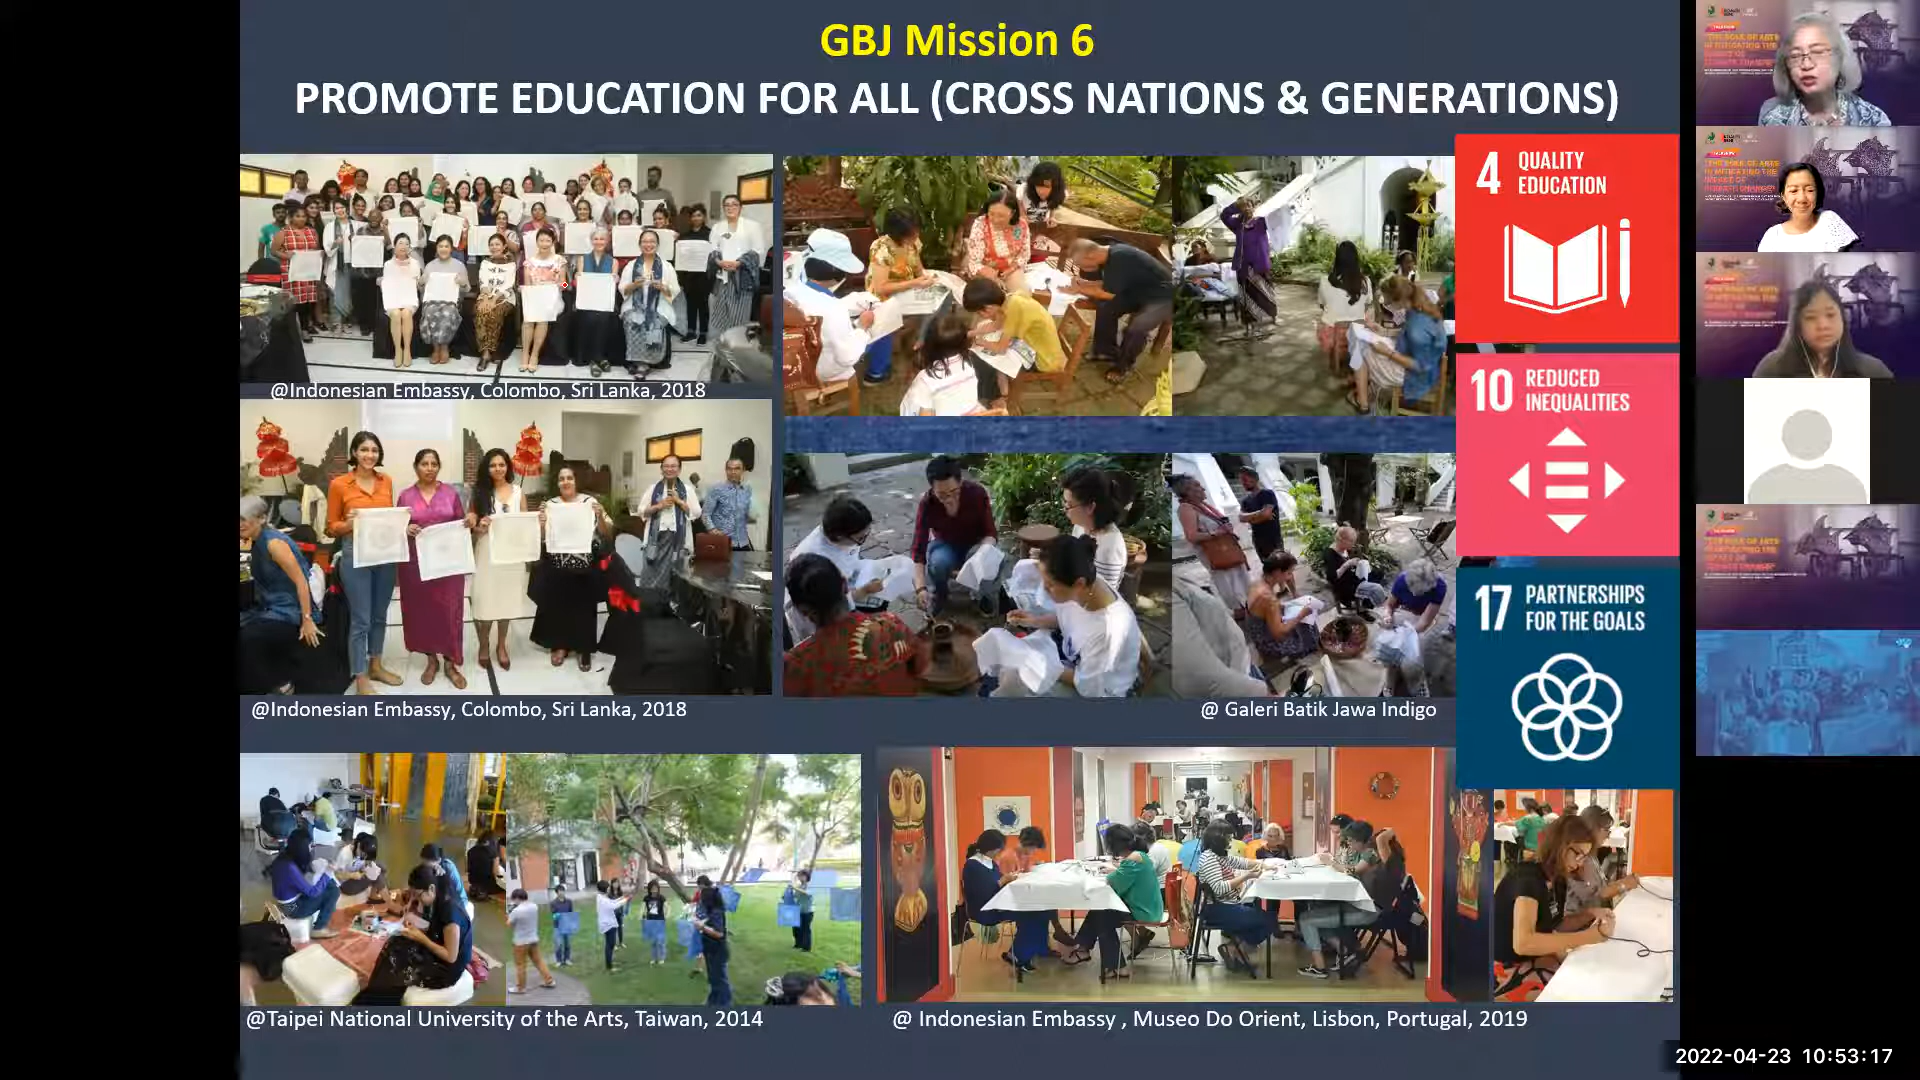 GBJ Mission 6
PROMOTE EDUCATION FOR ALL (CROSS NATIONS & GENERATIONS)
4 QUALITY
EDUCATION
@Indonesian Embassy, Colombo, Sri Lanka, 2018
10 REDUCED
INEQUALITIES
17 PARTNERSHIPS
FOR THE GOALS
@Indonesian Embassy, Colombo, Sri Lanka, 2018
@ Galeri Batik Jawa Indigo
@Taipei National University of the Arts, Taiwan, 2014
@ Indonesian Embassy , Museo Do Orient, Lisbon, Portugal, 2019
2022-04-23 10:53:17